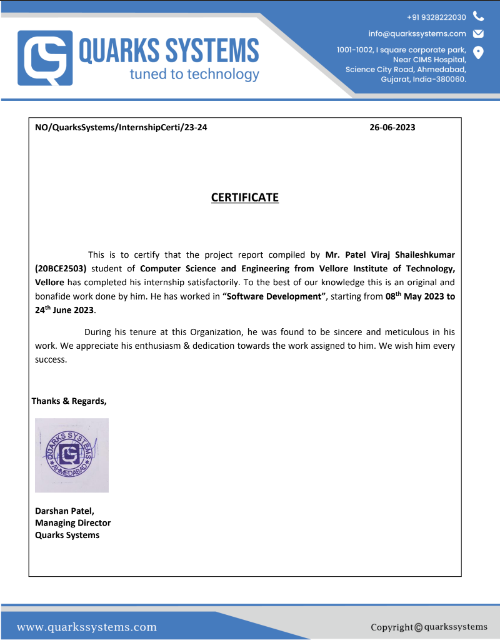 +91 9328222030
info@quarkssystems.com
1001-1002, I square corporate park,
Near CIMS Hospital,
Science City Road, Ahmedabad,
Gujarat, India-380060.
QUARKS SYSTEMS
tuned to technology
NO/QuarksSystems/InternshipCerti/23-24 26-06-2023
CERTIFICATE
This is to certify that the project report compiled by Mr. Patel Viraj Shaileshkumar
(20BCE2503) student of Computer Science and Engineering from Vellore Institute of Technology,
Vellore has completed his internship satisfactorily. To the best of our knowledge this is an original and
bonafide work done by him. He has worked in “Software Development”, starting from 08th May 2023 to
24th June 2023.
During his tenure at this Organization, he was found to be sincere and meticulous in his
work. We appreciate his enthusiasm & dedication towards the work assigned to him. We wish him every
success.
Thanks & Regards,
QUARKS SYSTEMS
AHMEDABAD
Darshan Patel,
Managing Director
Quarks Systems
www.quarkssystems.com Copyright© quarkssystems